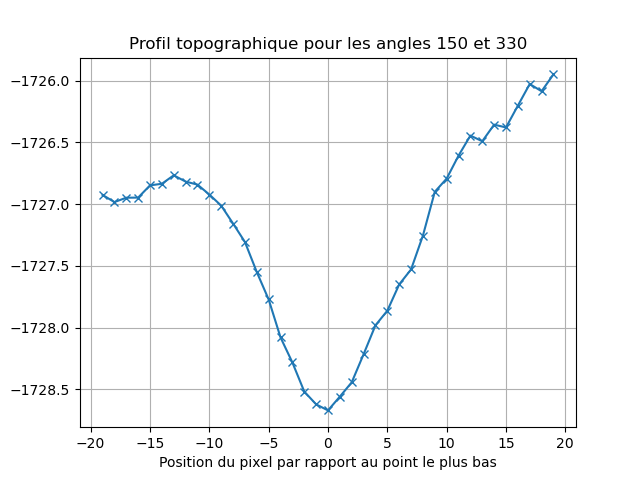 Profil topographique pour les angles 150 et 330
−1726.0
−1726.5
−1727.0
−1727.5
−1728.0
−1728.5
−20 −15 −10 −5 0 5 10 15 20
Position du pixel par rapport au point le plus bas